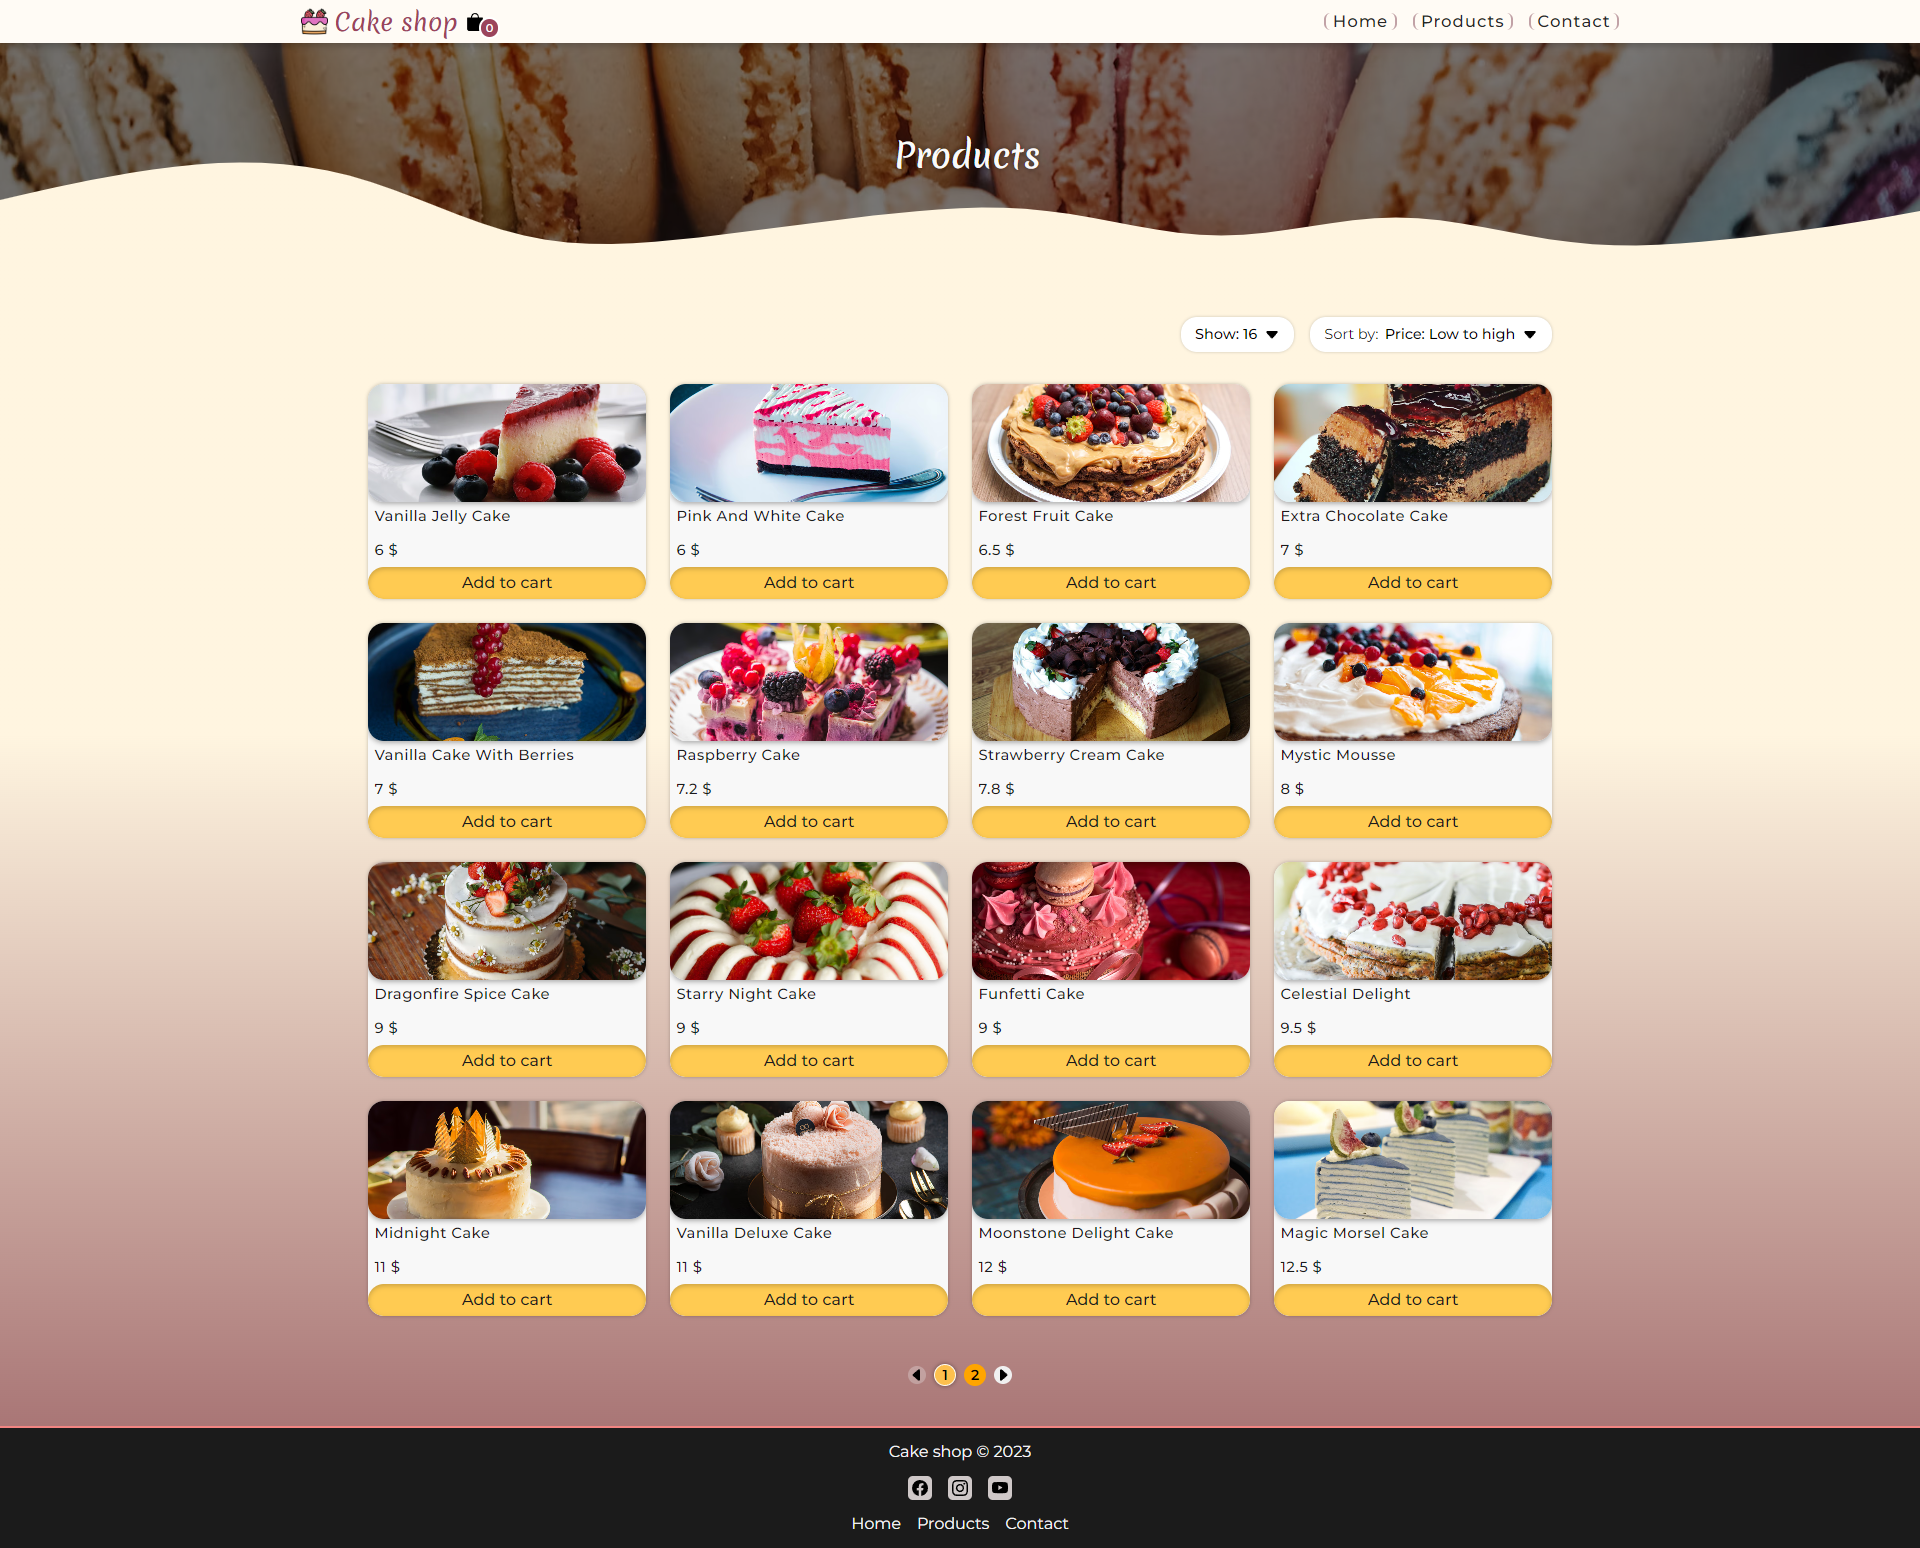 Cake shop 0 Home Products Contact
Products
Show: 16 Sort by: Price: Low to high
Vanilla Jelly Cake Pink And White Cake Forest Fruit Cake Extra Chocolate Cake
6 $ 6 $ 6.5 $ 7 $
Add to cart Add to cart Add to cart Add to cart
Vanilla Cake With Berries Raspberry Cake Strawberry Cream Cake Mystic Mousse
7 $ 7.2 $ 7.8 $ 8 $
Add to cart Add to cart Add to cart Add to cart
Dragonfire Spice Cake Starry Night Cake Funfetti Cake Celestial Delight
9 $ 9 $ 9 $ 9.5 $
Add to cart Add to cart Add to cart Add to cart
Midnight Cake Vanilla Deluxe Cake Moonstone Delight Cake Magic Morsel Cake
11 $ 11 $ 12 $ 12.5 $
Add to cart Add to cart Add to cart Add to cart
1 2
Cake shop © 2023
Home Products Contact